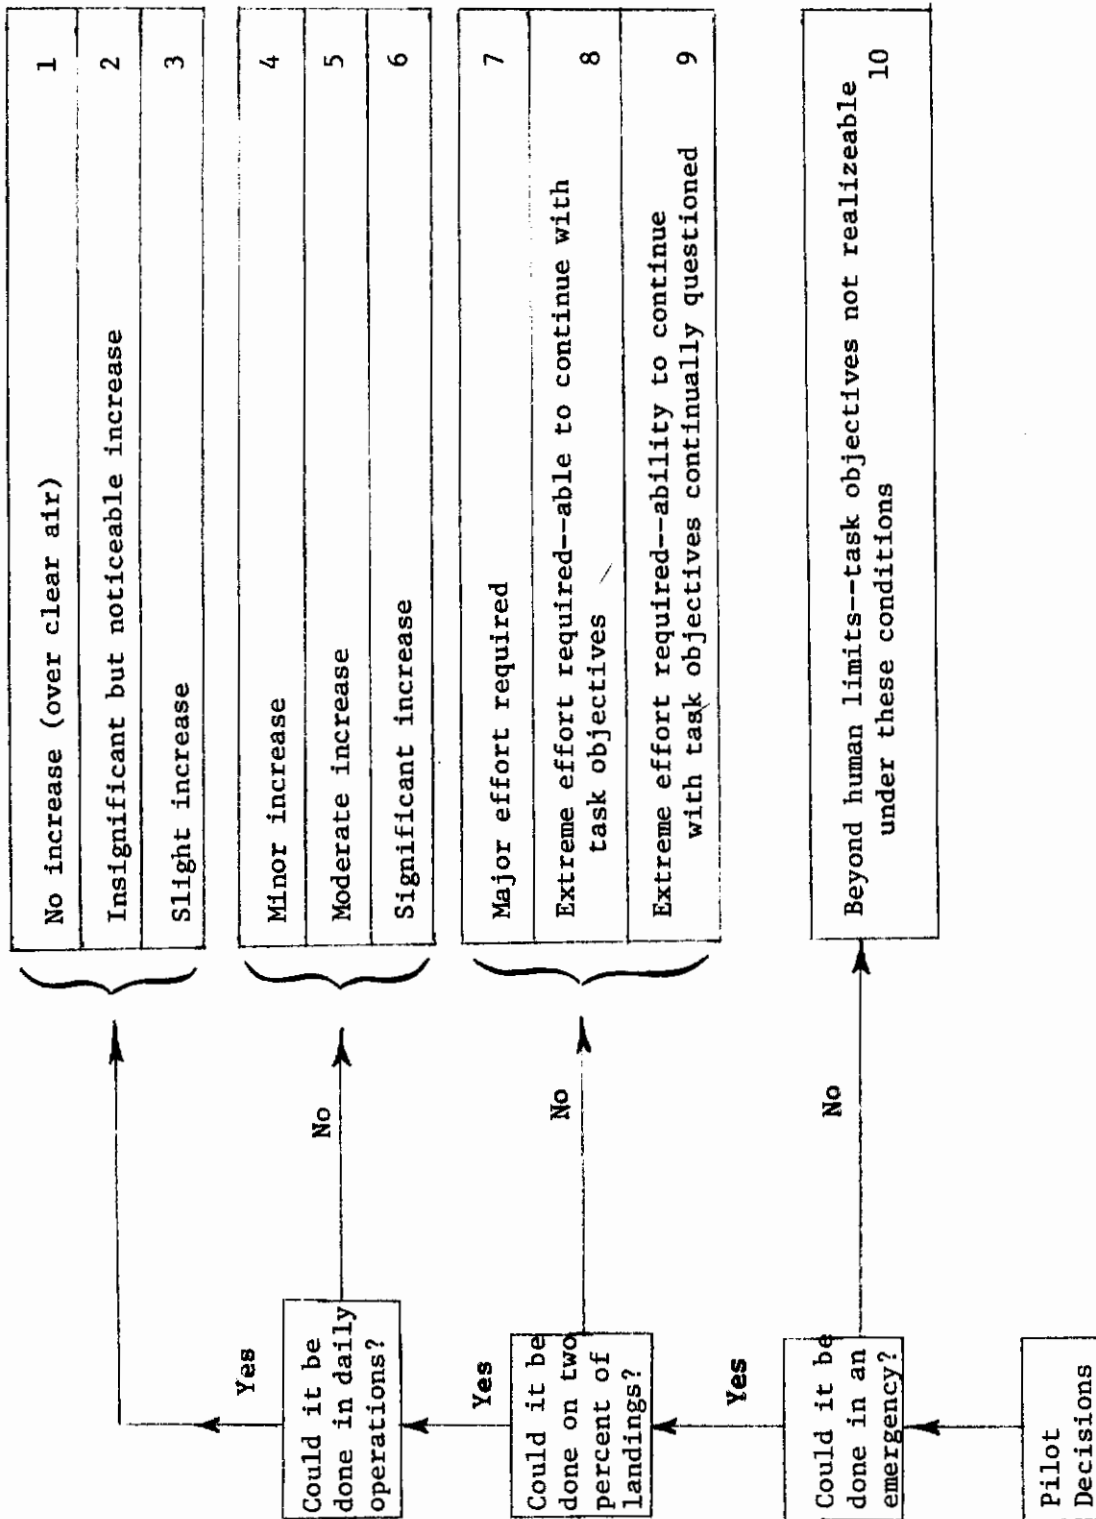 No increase (over clear air) 1
Insignificant but noticeable increase 2
Slight increase 3
Minor increase 4
Moderate increase 5
Significant increase 6
Major effort required 7
Extreme effort required--able to continue with
task objectives 8
Extreme effort required--ability to continue
with task objectives continually questioned 9
Beyond human limits--task objectives not realizeable
under these conditions 10
Yes
No
Could it be
done in daily
operations?
Yes
No
Could it be
done on two
percent of
landings?
Yes
No
Could it be
done in an
emergency?
Pilot
Decisions